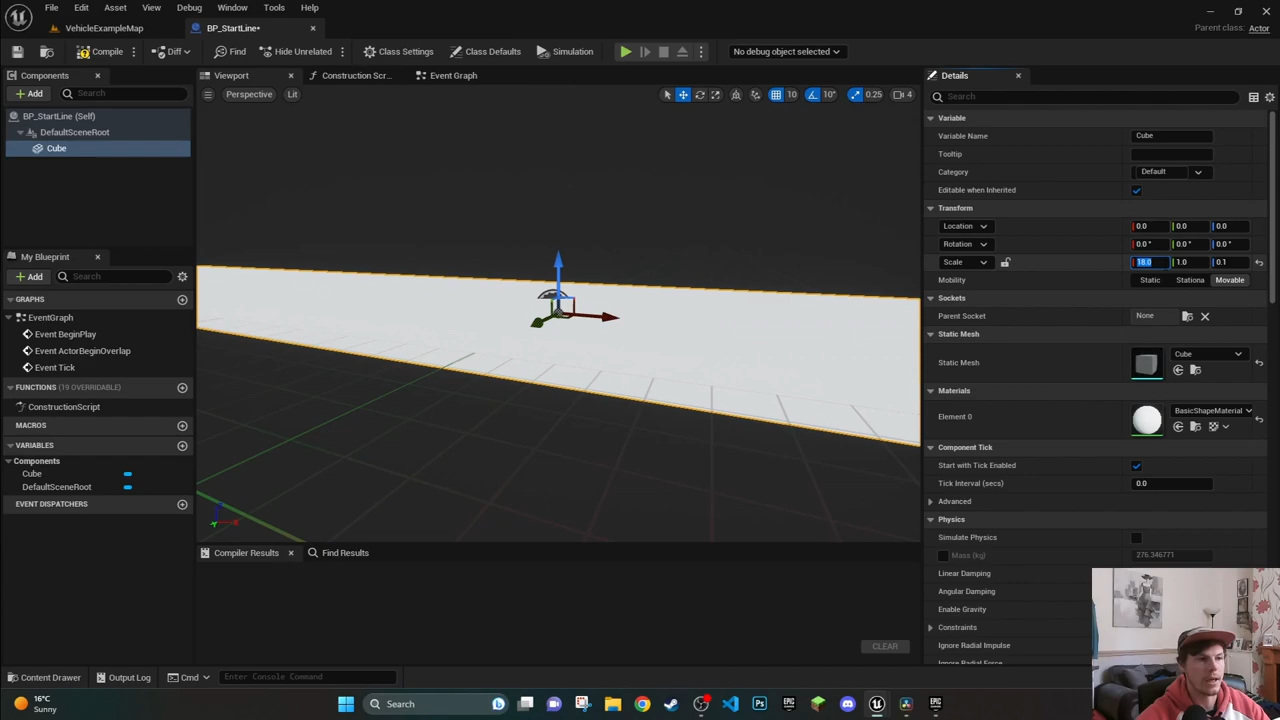 File Edit Asset View Debug Window Tools Help
VehicleExampleMap BP_StartLine• Parent class: Actor
Compile Diff Find Hide Unrelated Class Settings Class Defaults Simulation No debug object selected
Components Viewport Construction Scr... Event Graph Details
Add Search Perspective Lit 10 10° 0.25 4 Search
BP_StartLine (Self)
DefaultSceneRoot
Cube
Variable
Variable Name Cube
Tooltip
Category Default
Editable when Inherited
Transform
Location 0.0 0.0 0.0
Rotation 0.0 ° 0.0 ° 0.0 °
Scale 18.0 1.0 0.1
Mobility Static Stationa Movable
Sockets
Parent Socket None
Static Mesh
Static Mesh Cube
Materials
Element 0 BasicShapeMaterial
Component Tick
Start with Tick Enabled
Tick Interval (secs) 0.0
Advanced
Physics
Simulate Physics
Mass (kg) 276.346771
Linear Damping
Angular Damping
Enable Gravity
Constraints
Ignore Radial Impulse
Ignore Radial Force
My Blueprint
Add Search
GRAPHS
EventGraph
Event BeginPlay
Event ActorBeginOverlap
Event Tick
FUNCTIONS (19 OVERRIDABLE)
ConstructionScript
MACROS
VARIABLES
Components
Cube
DefaultSceneRoot
EVENT DISPATCHERS
Compiler Results Find Results
CLEAR
Content Drawer Output Log Cmd Enter Console Command
16°C
Sunny
Search